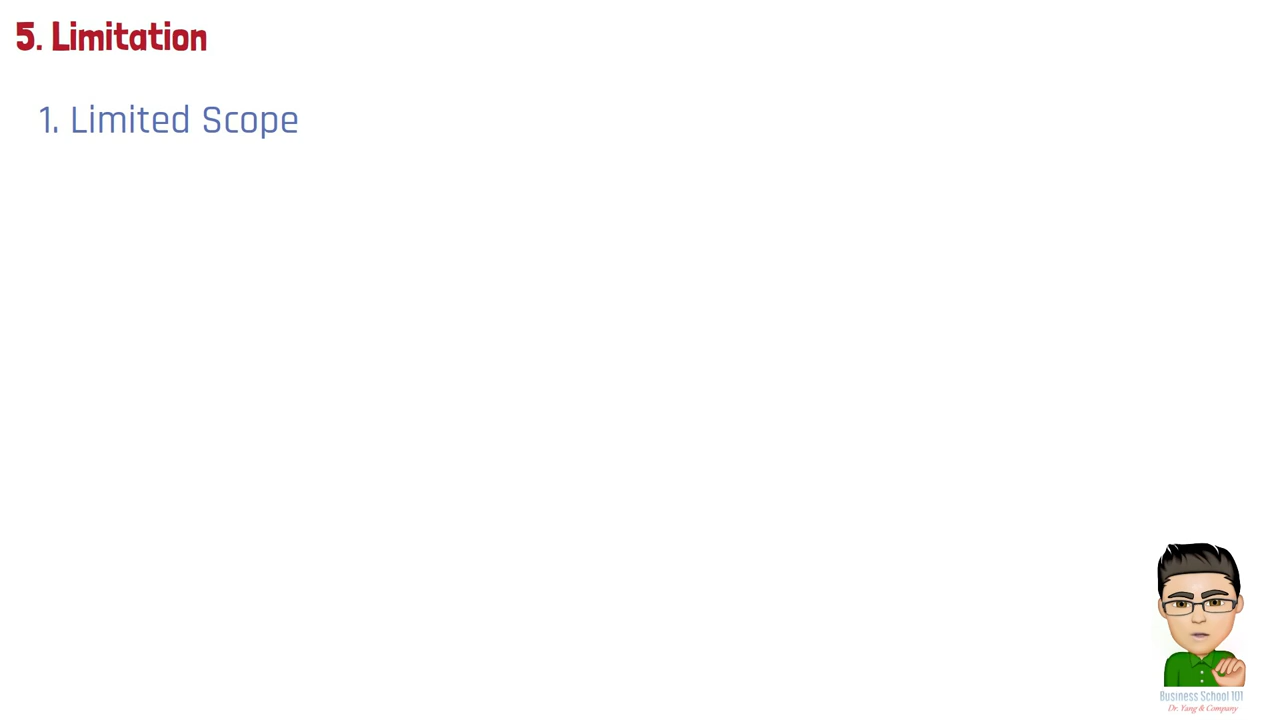 5. Limitation
1. Limited Scope
Business School 101
Dr. Yang & Company